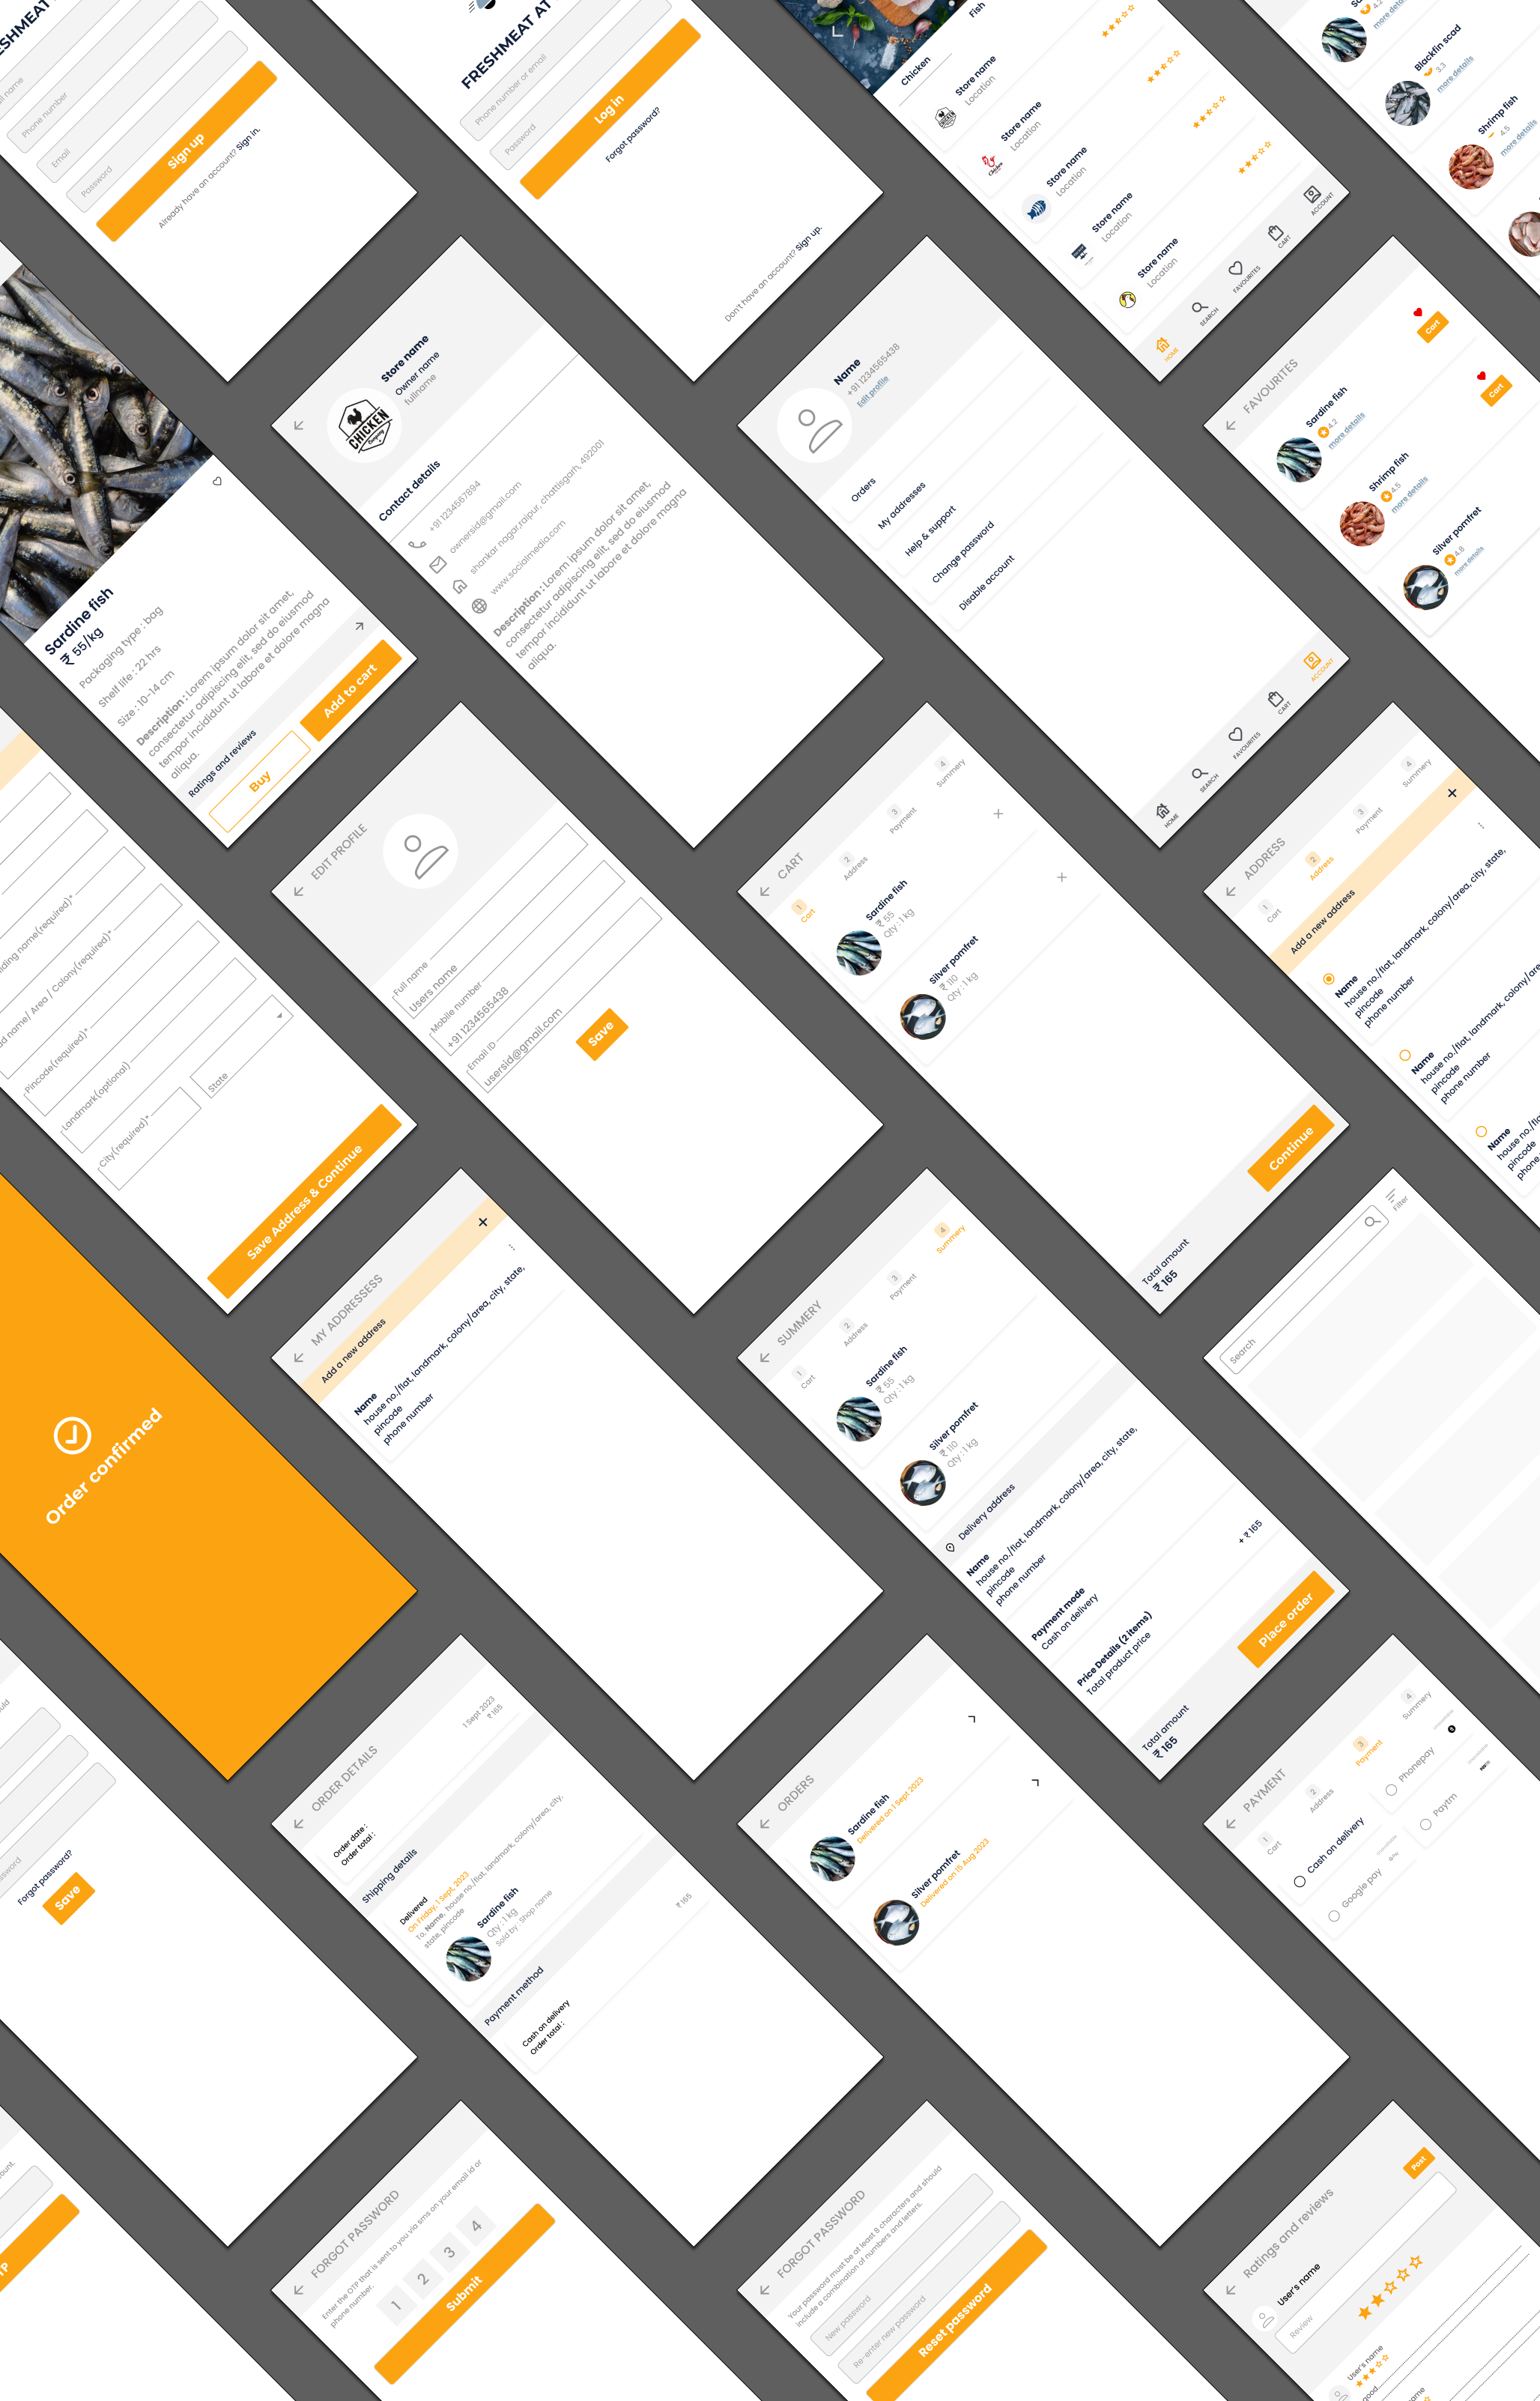 FRESHMEAT
Phone number
Email
Password
Sign up
Already have an account? Sign in.
FRESHMEAT AT
Phone number or email
Password
Log in
Forgot password?
Don't have an account? Sign up.
Chicken
Fish
Store name
Location
Store name
Location
Store name
Location
Store name
Location
Store name
Location
HOME
SEARCH
FAVOURITES
CART
ACCOUNT
4.2
more details
Blackfin scad
3.3
more details
Shrimp fish
4.5
more details
Sardine fish
₹ 55/kg
Packaging type : bag
Shelf life : 22 hrs
Size : 10-14 cm
Description : Lorem ipsum dolor sit amet,
consectetur adipiscing elit, sed do eiusmod
tempor incididunt ut labore et dolore magna
aliqua.
Ratings and reviews
Buy
Add to cart
CHICKEN
Company
Store name
Owner name
fullname
Contact details
+91 1234567894
ownersid@gmail.com
shankar nagar,raipur, chattisgarh, 492001
www.socialmedia.com
Description : Lorem ipsum dolor sit amet,
consectetur adipiscing elit, sed do eiusmod
tempor incididunt ut labore et dolore magna
aliqua.
Name
+91 1234565438
Edit profile
Orders
My addresses
Help & support
Change password
Disable account
HOME
SEARCH
FAVOURITES
CART
ACCOUNT
FAVOURITES
Sardine fish
4.2
more details
Cart
Shrimp fish
4.5
more details
Cart
Silver pomfret
4.8
more details
Pincode(required)*
Landmark(optional)
City(required)*
State
Save Address & Continue
EDIT PROFILE
Full name
Users name
Mobile number
+91 1234565438
Email ID
usersid@gmail.com
Save
CART
1
Cart
2
Address
3
Payment
4
Summery
Sardine fish
₹ 55
Qty : 1 kg
Silver pomfret
₹ 110
Qty : 1 kg
Total amount
₹ 165
Continue
ADDRESS
1
Cart
2
Address
3
Payment
4
Summery
Add a new address
Name
house no./flat, landmark, colony/area, city, state,
pincode
phone number
Name
house no./flat, landmark, colony/area
pincode
phone number
Name
pincode
Order confirmed
MY ADDRESSESS
Add a new address
Name
house no./flat, landmark, colony/area, city, state,
pincode
phone number
SUMMERY
1
Cart
2
Address
3
Payment
4
Summery
Sardine fish
₹ 55
Qty : 1 kg
Silver pomfret
₹ 110
Qty : 1 kg
Delivery address
Name
house no./flat, landmark, colony/area, city, state,
pincode
phone number
Payment mode
Cash on delivery
Price Details (2 items)
Total product price
+ ₹ 165
Total amount
₹ 165
Place order
Search
Filter
Forgot password?
Save
ORDER DETAILS
Order date :
1 Sept 2023
Order total :
₹ 165
Shipping details
Delivered
On Friday, 1 Sept, 2023
To, Name, house no./flat, landmark, colony/area, city,
state, pincode
Sardine fish
Qty : 1 kg
Sold by : Shop name
Payment method
Cash on delivery
Order total :
₹ 165
ORDERS
Sardine fish
Delivered on 1 Sept 2023
Silver pomfret
Delivered on 15 Aug 2023
PAYMENT
1
Cart
2
Address
3
Payment
4
Summery
Cash on delivery
Phonepay
Google pay
Paytm
FORGOT PASSWORD
Enter the OTP that is sent to you via sms on your email id or
phone number.
1
2
3
4
Submit
FORGOT PASSWORD
Your password must be at least 8 characters and should
include a combination of numbers and letters.
New password
Re-enter new password
Reset password
Ratings and reviews
User's name
Review
Post
User's name
good